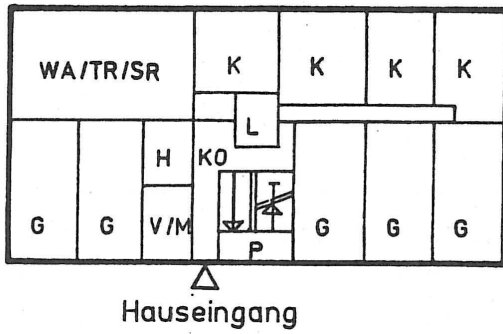 WA/TR/SR K K K K
L
H KO
G G V/M G G G
P
Hauseingang